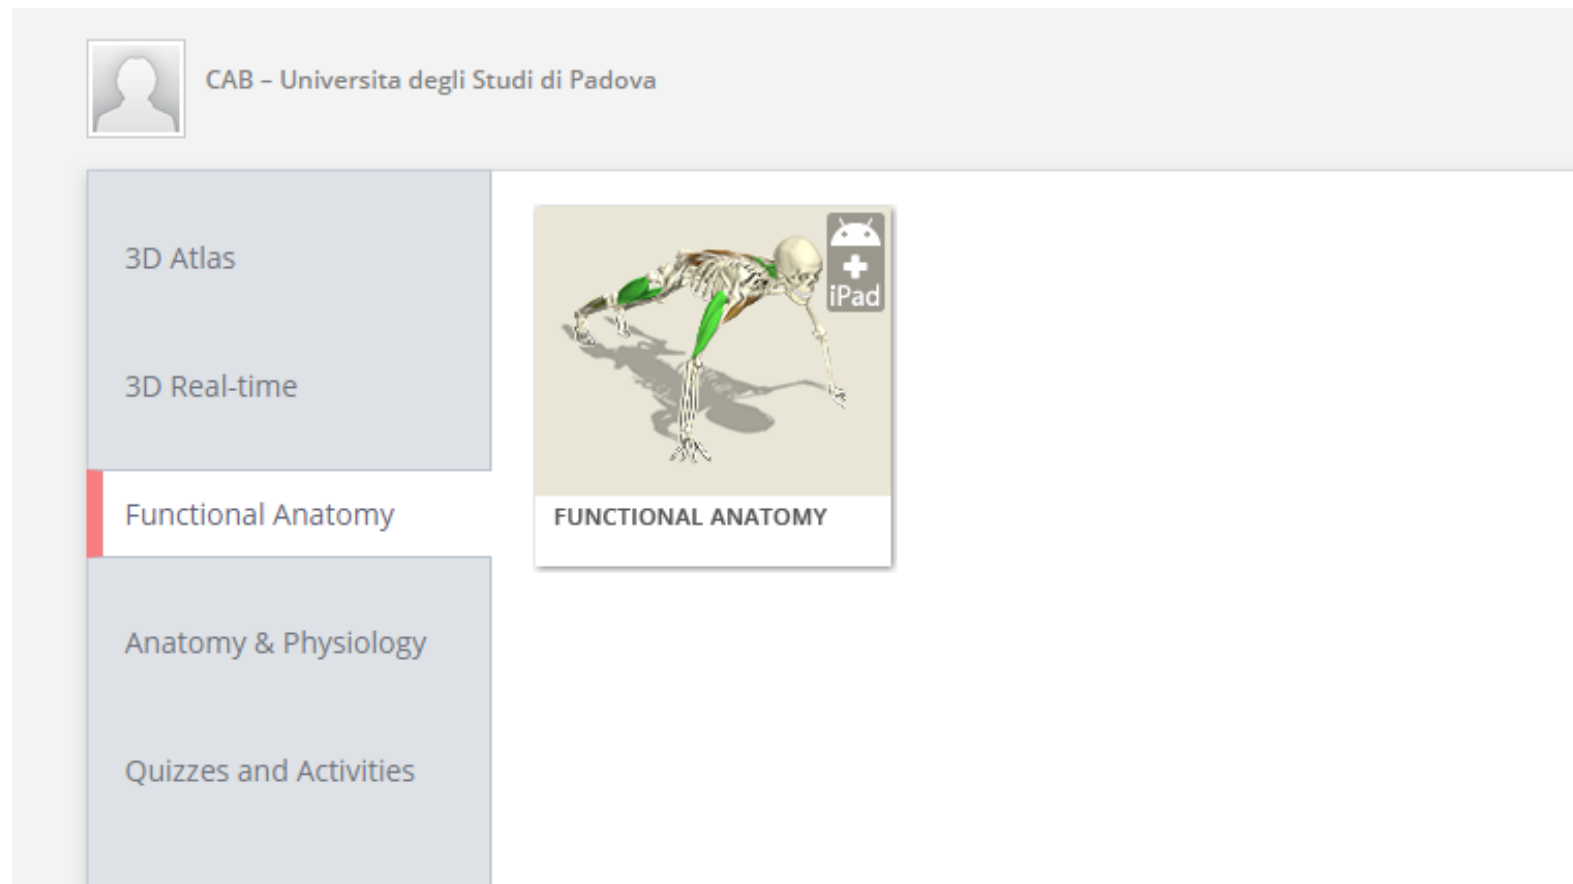 CAB – Universita degli Studi di Padova
3D Atlas
3D Real-time
Functional Anatomy
Anatomy & Physiology
Quizzes and Activities
iPad
FUNCTIONAL ANATOMY